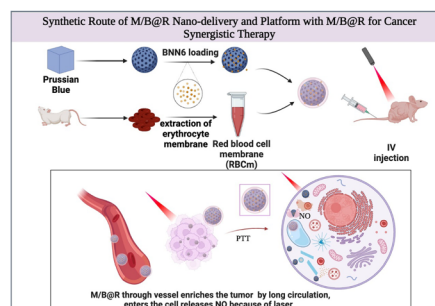 Synthetic Route of M/B@R Nano-delivery and Platform with M/B@R for Cancer
Synergistic Therapy
BNN6 loading
Prussian
Blue
extraction of
erythrocyte
membrane
Red blood cell
membrane
(RBCm)
IV
injection
NO
PTT
M/B@R through vessel enriches the tumor by long circulation,
enters the cell releases NO because of laser